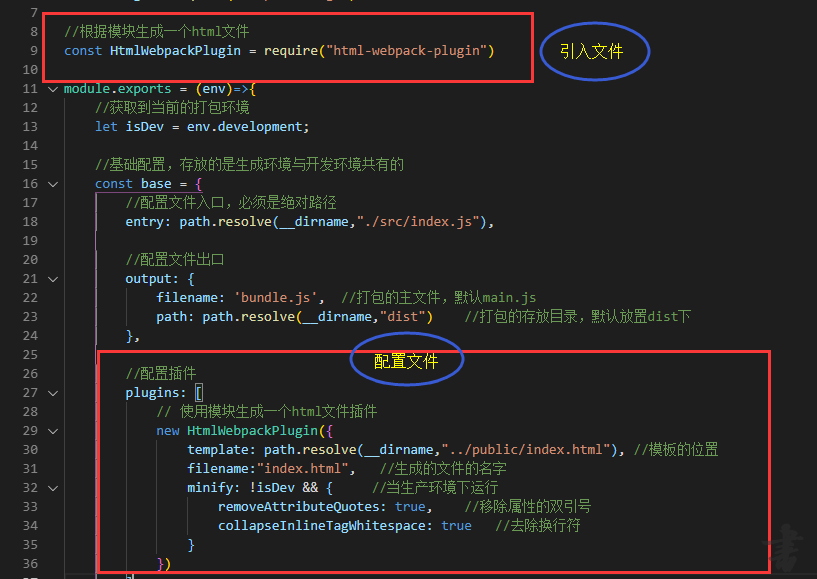 7
8 //根据模块生成一个html文件
9 const HtmlWebpackPlugin = require("html-webpack-plugin")
引入文件
10
11 module.exports = (env)=>{
12 //获取到当前的打包环境
13 let isDev = env.development;
14
15 //基础配置，存放的是生成环境与开发环境共有的
16 const base = {
17 //配置文件入口，必须是绝对路径
18 entry: path.resolve(__dirname,"./src/index.js"),
19
20 //配置文件出口
21 output: {
22 filename: 'bundle.js', //打包的主文件，默认main.js
23 path: path.resolve(__dirname,"dist") //打包的存放目录，默认放置dist下
24 },
25
配置文件
26 //配置插件
27 plugins: [
28 // 使用模块生成一个html文件插件
29 new HtmlWebpackPlugin({
30 template: path.resolve(__dirname,"../public/index.html"), //模板的位置
31 filename:"index.html", //生成的文件的名字
32 minify: !isDev && { //当生产环境下运行
33 removeAttributeQuotes: true, //移除属性的双引号
34 collapseInlineTagWhitespace: true //去除换行符
35 }
36 })